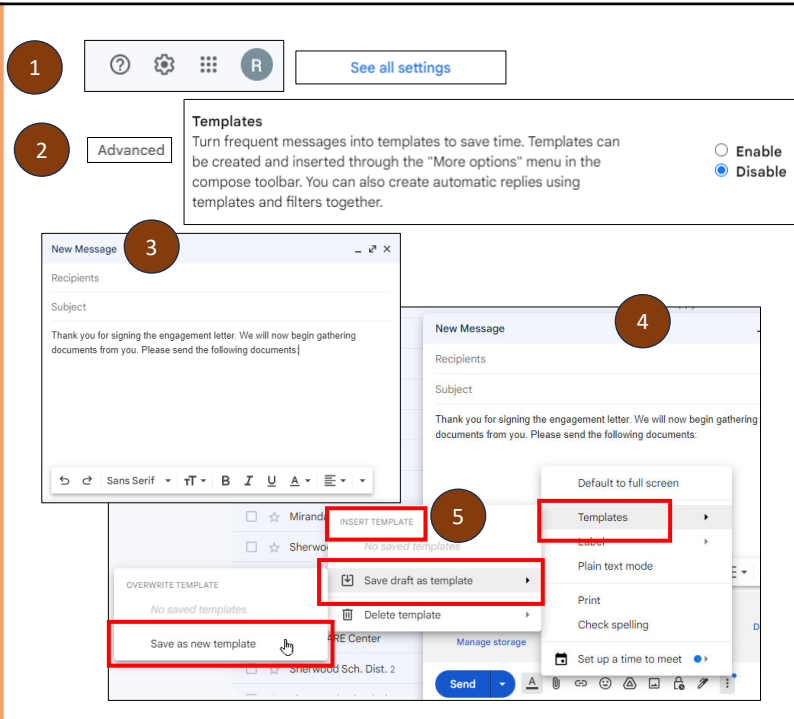 1
R
See all settings
2
Advanced
Templates
Turn frequent messages into templates to save time. Templates can
be created and inserted through the "More options" menu in the
compose toolbar. You can also create automatic replies using
templates and filters together.
Enable
Disable
New Message
3
Recipients
Subject
Thank you for signing the engagement letter. We will now begin gathering
documents from you. Please send the following documents:
Sans Serif
B I U A
4
New Message
Recipients
Subject
Thank you for signing the engagement letter. We will now begin gathering
documents from you. Please send the following documents:
Default to full screen
Templates
Label
Plain text mode
Print
Check spelling
Set up a time to meet
5
INSERT TEMPLATE
No saved templates
Save draft as template
Delete template
OVERWRITE TEMPLATE
No saved templates
Save as new template
Sherwood Sch. Dist. 2
Manage storage
Send
A